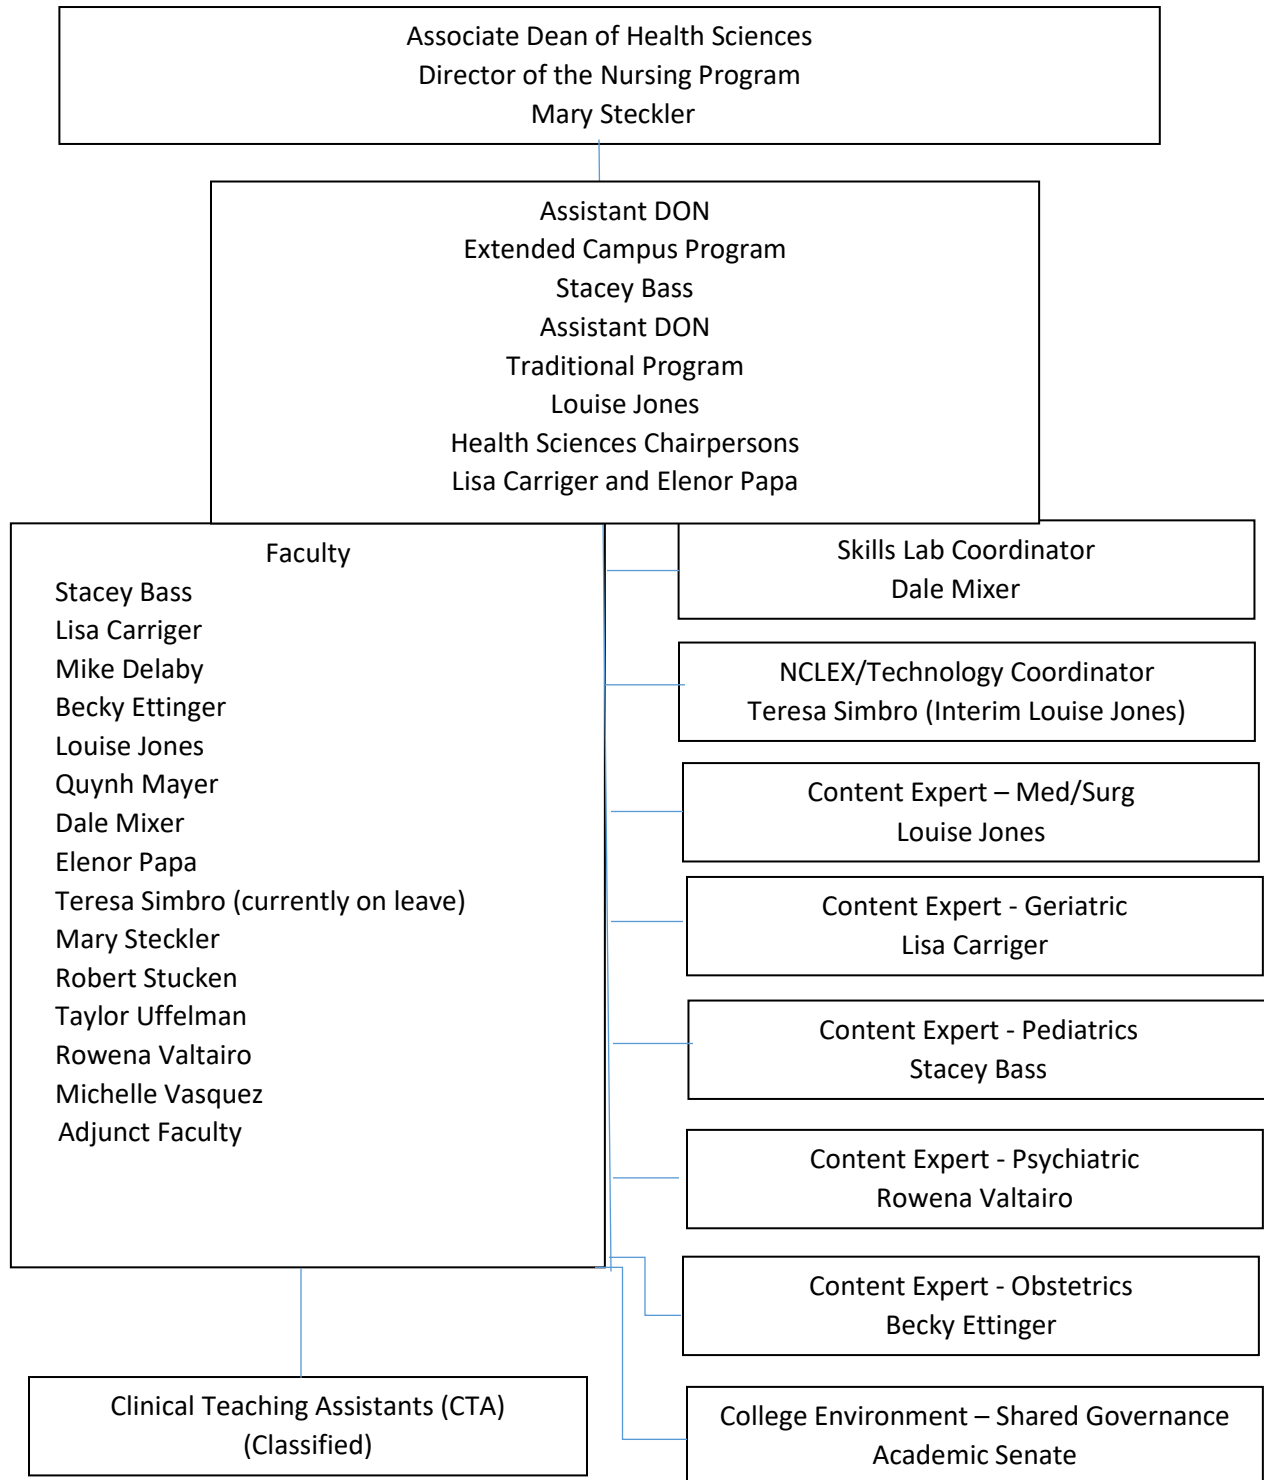 Associate Dean of Health Sciences
Director of the Nursing Program
Mary Steckler
Assistant DON
Extended Campus Program
Stacey Bass
Assistant DON
Traditional Program
Louise Jones
Health Sciences Chairpersons
Lisa Carriger and Elenor Papa
Faculty
Stacey Bass
Lisa Carriger
Mike Delaby
Becky Ettinger
Louise Jones
Quynh Mayer
Dale Mixer
Elenor Papa
Teresa Simbro (currently on leave)
Mary Steckler
Robert Stucken
Taylor Uffelman
Rowena Valtairo
Michelle Vasquez
Adjunct Faculty
Skills Lab Coordinator
Dale Mixer
NCLEX/Technology Coordinator
Teresa Simbro (Interim Louise Jones)
Content Expert – Med/Surg
Louise Jones
Content Expert - Geriatric
Lisa Carriger
Content Expert - Pediatrics
Stacey Bass
Content Expert - Psychiatric
Rowena Valtairo
Content Expert - Obstetrics
Becky Ettinger
Clinical Teaching Assistants (CTA)
(Classified)
College Environment – Shared Governance
Academic Senate